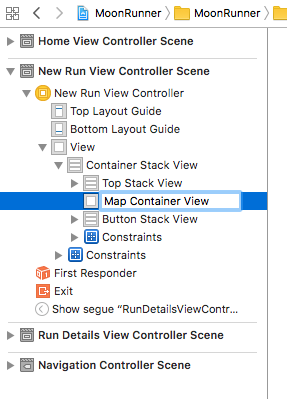 MoonRunner MoonRunner
Home View Controller Scene
New Run View Controller Scene
New Run View Controller
Top Layout Guide
Bottom Layout Guide
View
Container Stack View
Top Stack View
Map Container View
Button Stack View
Constraints
Constraints
First Responder
Exit
Show segue “RunDetailsViewContr...
Run Details View Controller Scene
Navigation Controller Scene